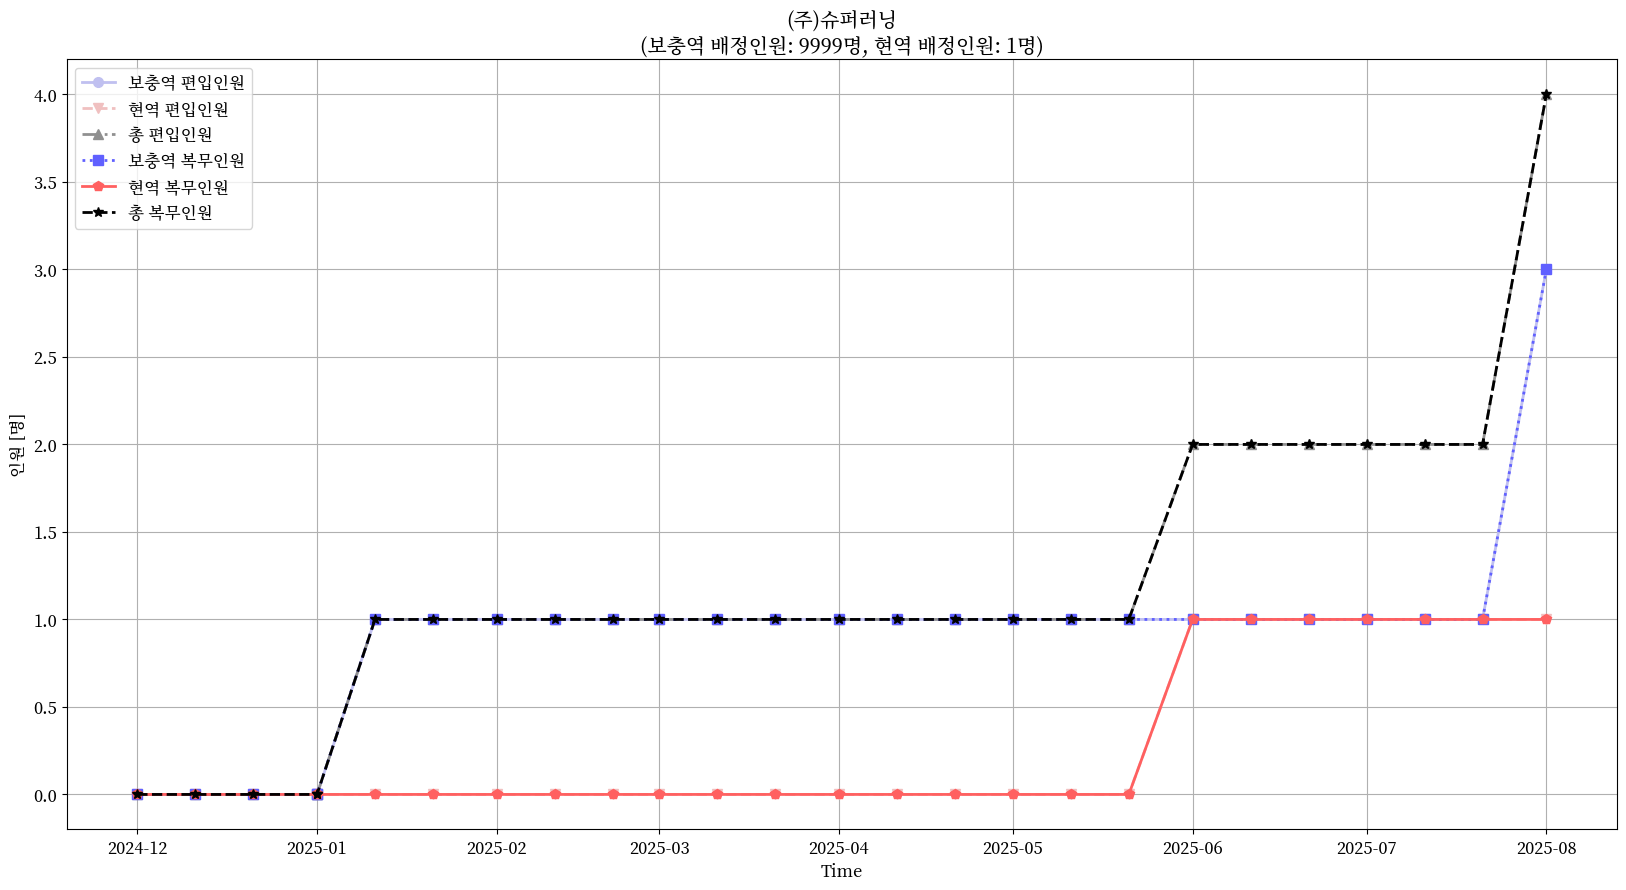 (주)슈퍼러닝
(보충역 배정인원: 9999명, 현역 배정인원: 1명)
보충역 편입인원
현역 편입인원
총 편입인원
보충역 복무인원
현역 복무인원
총 복무인원
4.0
3.5
3.0
2.5
2.0
1.5
1.0
0.5
0.0
인원 [명]
2024-12 2025-01 2025-02 2025-03 2025-04 2025-05 2025-06 2025-07 2025-08
Time